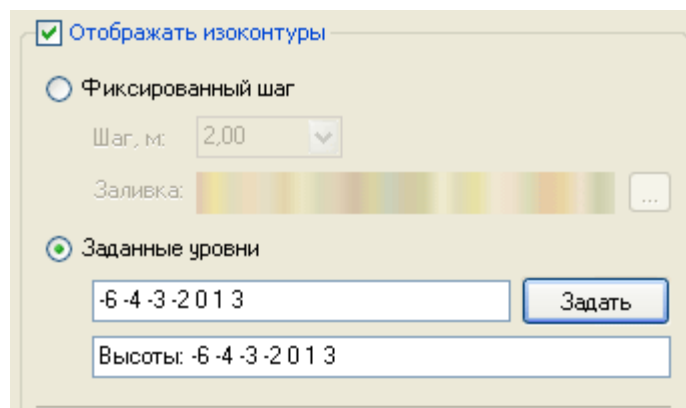 Отображать изоконтуры
Фиксированный шаг
Шаг, м: 2,00
Заливка: ...
Заданные уровни
-6 -4 -3 -2 0 1 3 Задать
Высоты: -6 -4 -3 -2 0 1 3